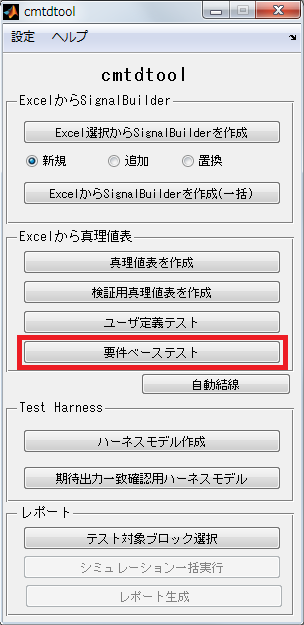 cmtdtool
設定 ヘルプ
cmtdtool
ExcelからSignalBuilder
Excel選択からSignalBuilderを作成
新規 追加 置換
ExcelからSignalBuilderを作成(一括)
Excelから真理値表
真理値表を作成
検証用真理値表を作成
ユーザ定義テスト
要件ベーステスト
自動結線
Test Harness
ハーネスモデル作成
期待出力一致確認用ハーネスモデル
レポート
テスト対象ブロック選択
シミュレーション一括実行
レポート生成